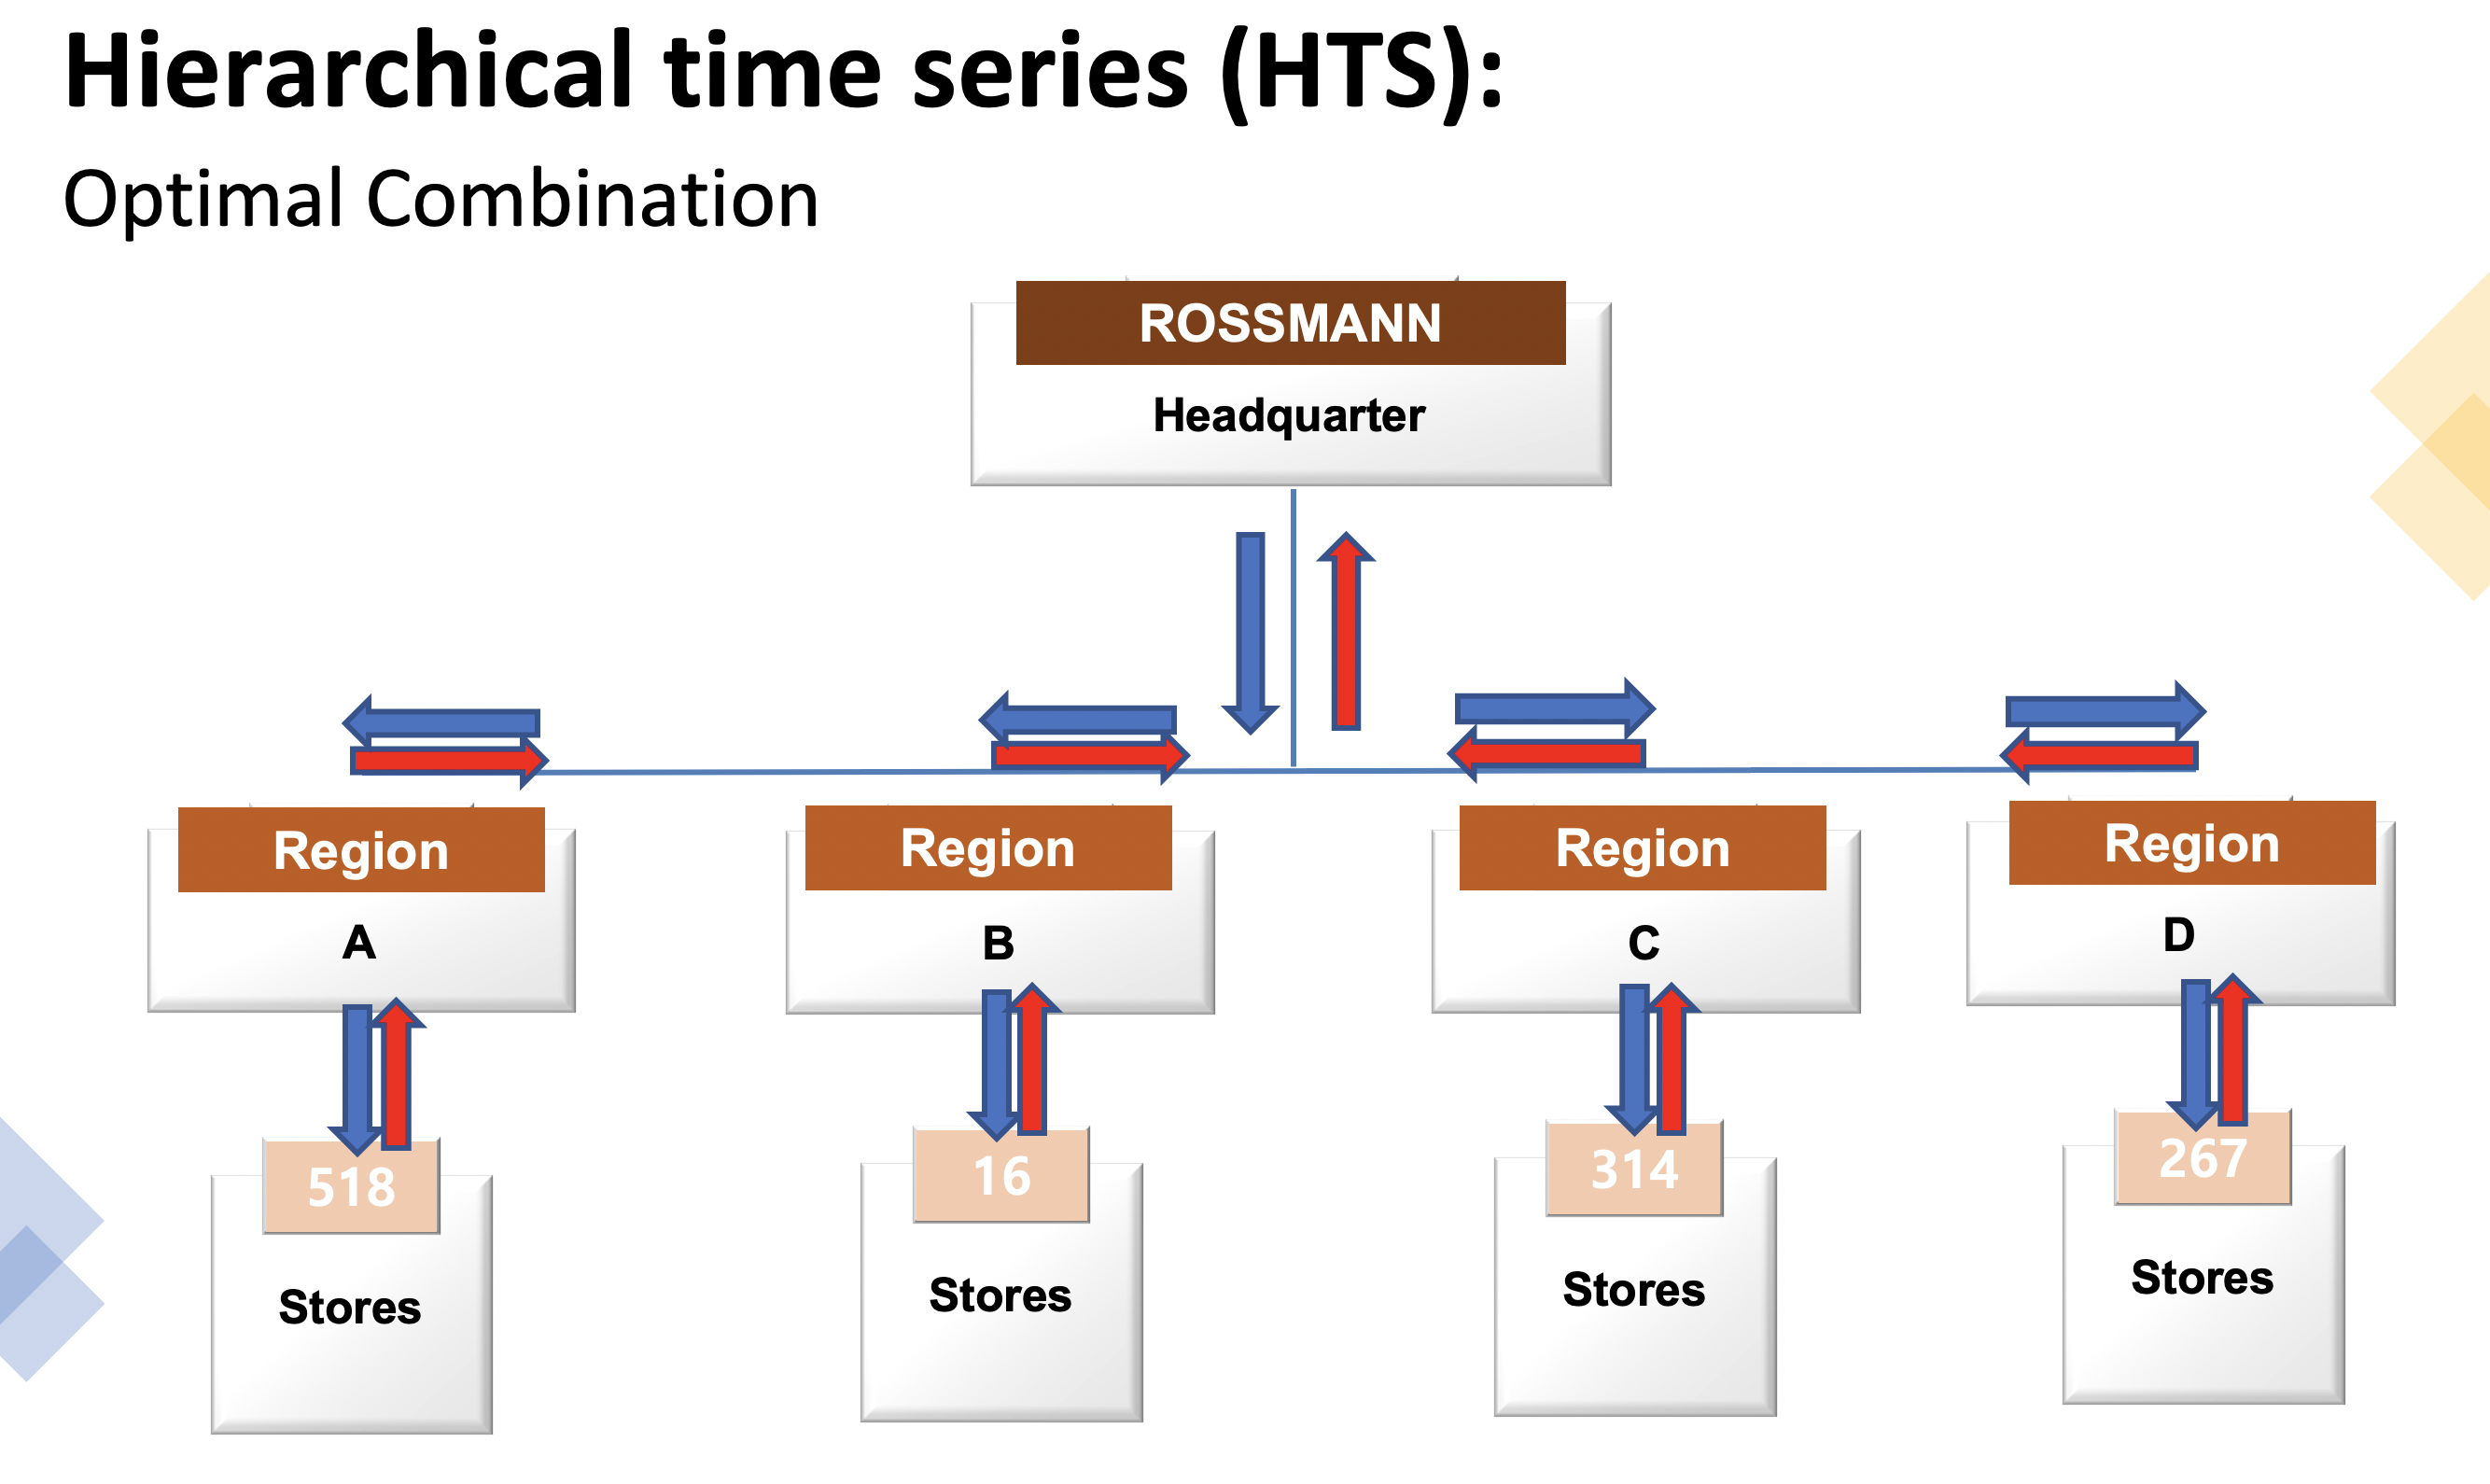 Hierarchical time series (HTS):
Optimal Combination
ROSSMANN
Headquarter
Region
A
Region
B
Region
C
Region
D
518
Stores
16
Stores
314
Stores
267
Stores